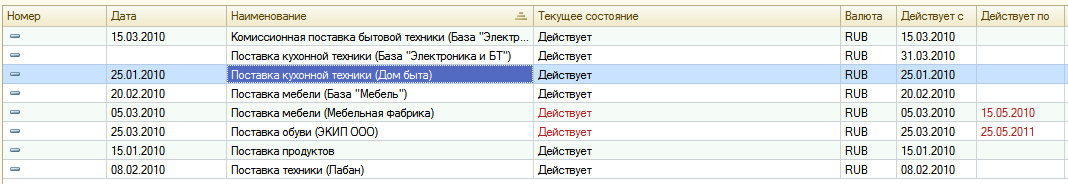 Номер Дата Наименование Текущее состояние Валюта Действует с Действует по
15.03.2010 Комиссионная поставка бытовой техники (База "Электр... Действует RUB 15.03.2010
Поставка кухонной техники (База "Электроника и БТ") Действует RUB 31.03.2010
25.01.2010 Поставка кухонной техники (Дом быта) Действует RUB 25.01.2010
20.02.2010 Поставка мебели (База "Мебель") Действует RUB 20.02.2010
05.03.2010 Поставка мебели (Мебельная фабрика) Действует RUB 05.03.2010 15.05.2010
25.03.2010 Поставка обуви (ЭКИП ООО) Действует RUB 25.03.2010 25.05.2011
15.01.2010 Поставка продуктов Действует RUB 15.01.2010
08.02.2010 Поставка техники (Лабан) Действует RUB 08.02.2010